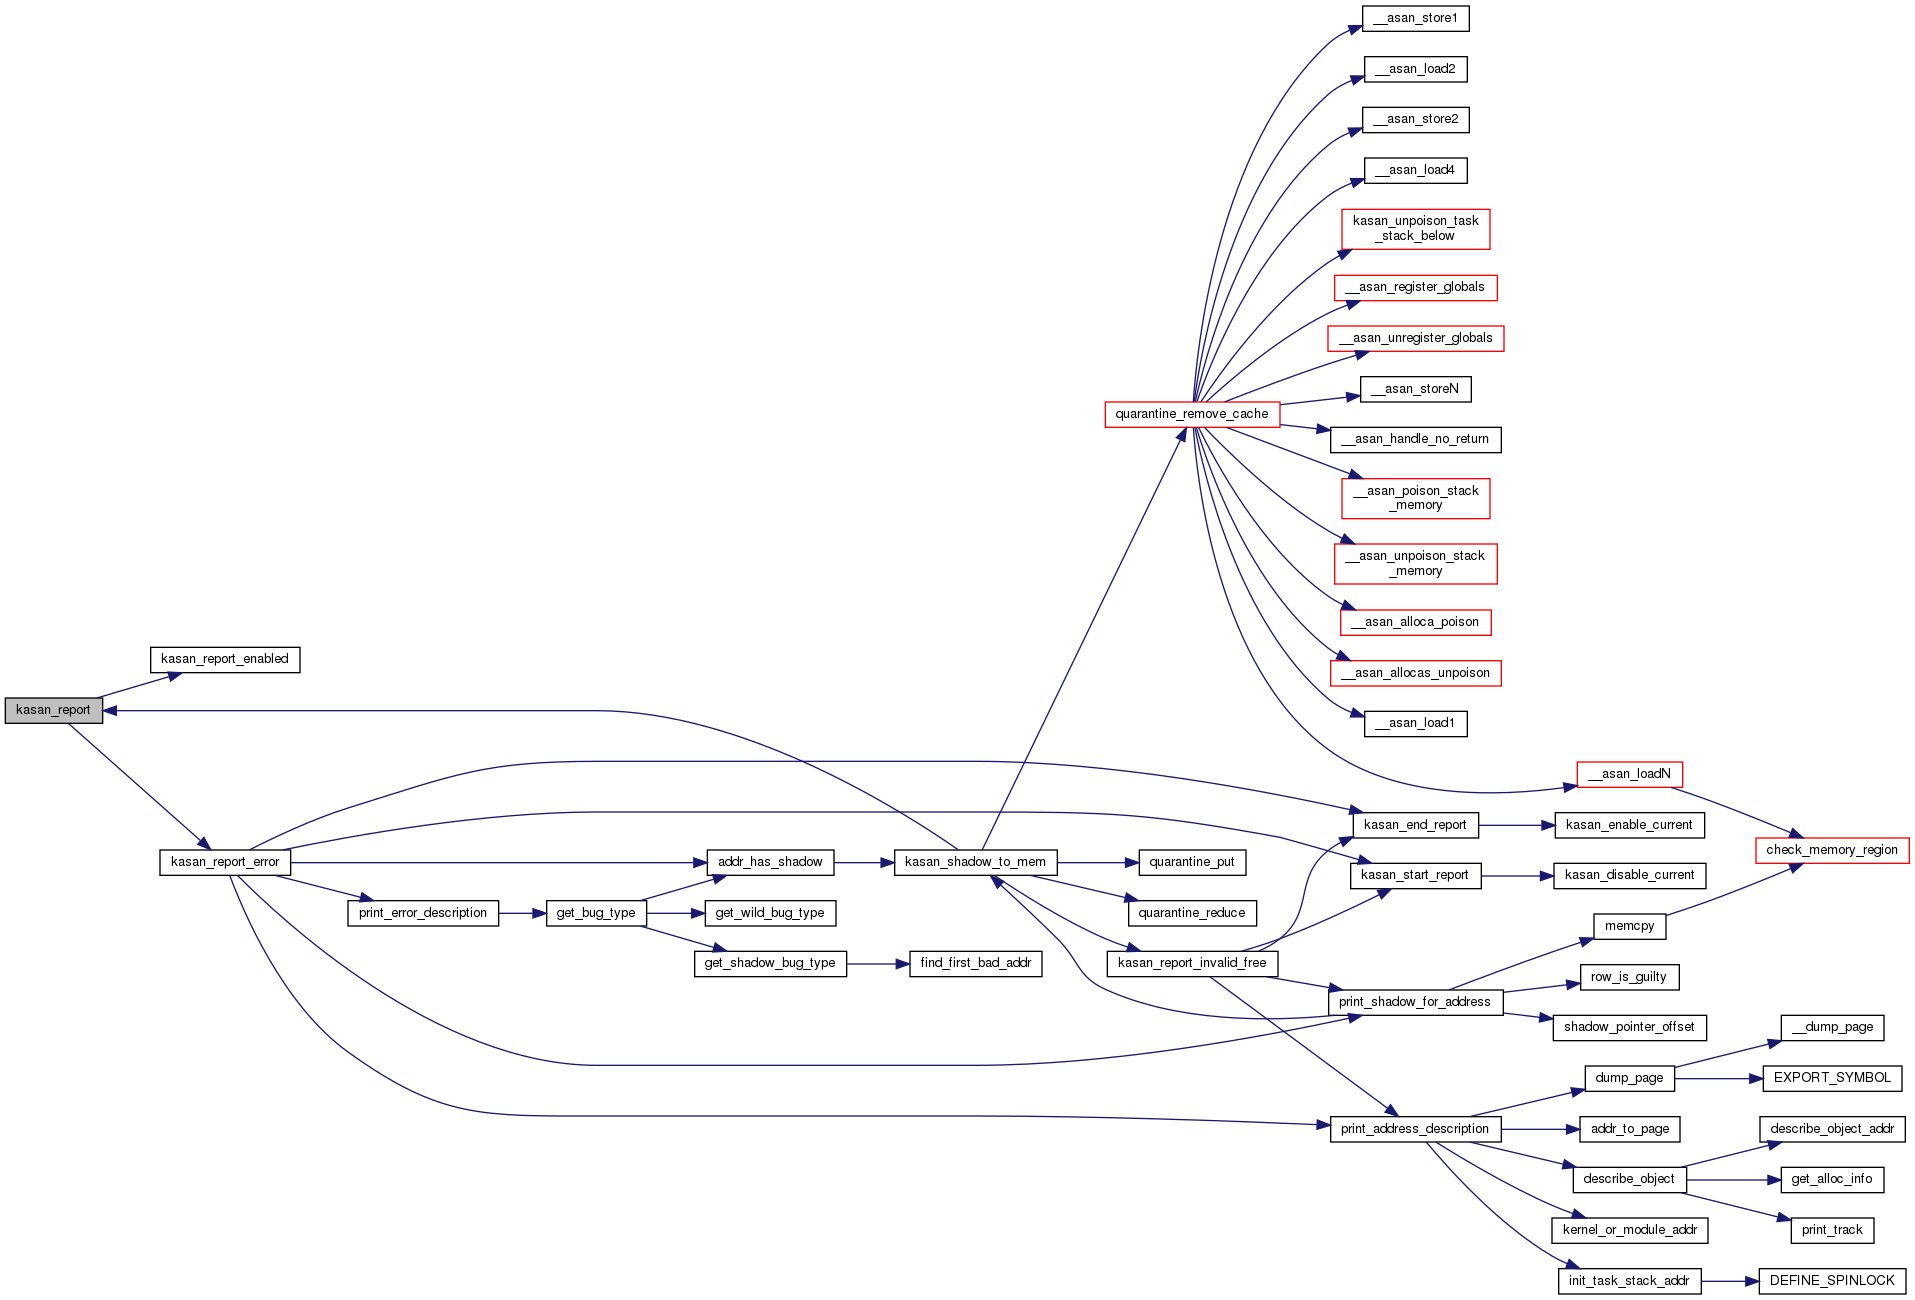 __asan_store1
__asan_load2
__asan_store2
__asan_load4
kasan_unpoison_task
_stack_below
__asan_register_globals
__asan_unregister_globals
__asan_storeN
quarantine_remove_cache
__asan_handle_no_return
__asan_poison_stack
_memory
__asan_unpoison_stack
_memory
__asan_alloca_poison
kasan_report_enabled
__asan_allocas_unpoison
kasan_report
__asan_load1
__asan_loadN
kasan_end_report
kasan_enable_current
check_memory_region
kasan_report_error
addr_has_shadow
kasan_shadow_to_mem
quarantine_put
kasan_start_report
kasan_disable_current
print_error_description
get_bug_type
get_wild_bug_type
quarantine_reduce
memcpy
get_shadow_bug_type
find_first_bad_addr
kasan_report_invalid_free
row_is_guilty
print_shadow_for_address
shadow_pointer_offset
__dump_page
dump_page
EXPORT_SYMBOL
print_address_description
addr_to_page
describe_object_addr
describe_object
get_alloc_info
kernel_or_module_addr
print_track
init_task_stack_addr
DEFINE_SPINLOCK